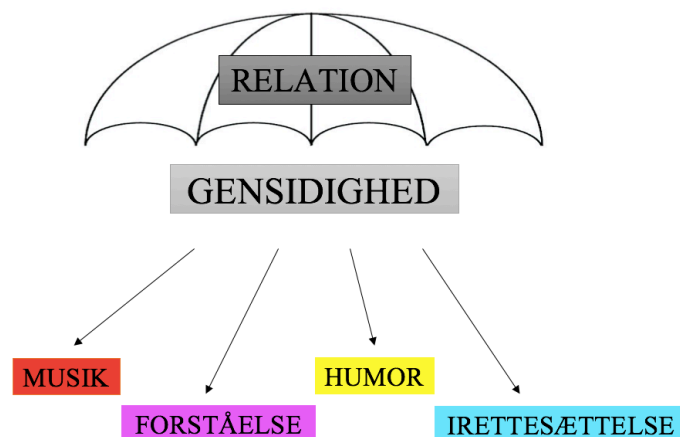 RELATION
GENSIDIGHED
MUSIK
HUMOR
FORSTÅELSE
IRETTESÆTTELSE